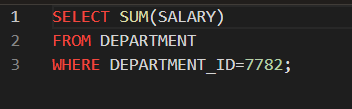 1 SELECT SUM(SALARY)
2 FROM DEPARTMENT
3 WHERE DEPARTMENT_ID=7782;